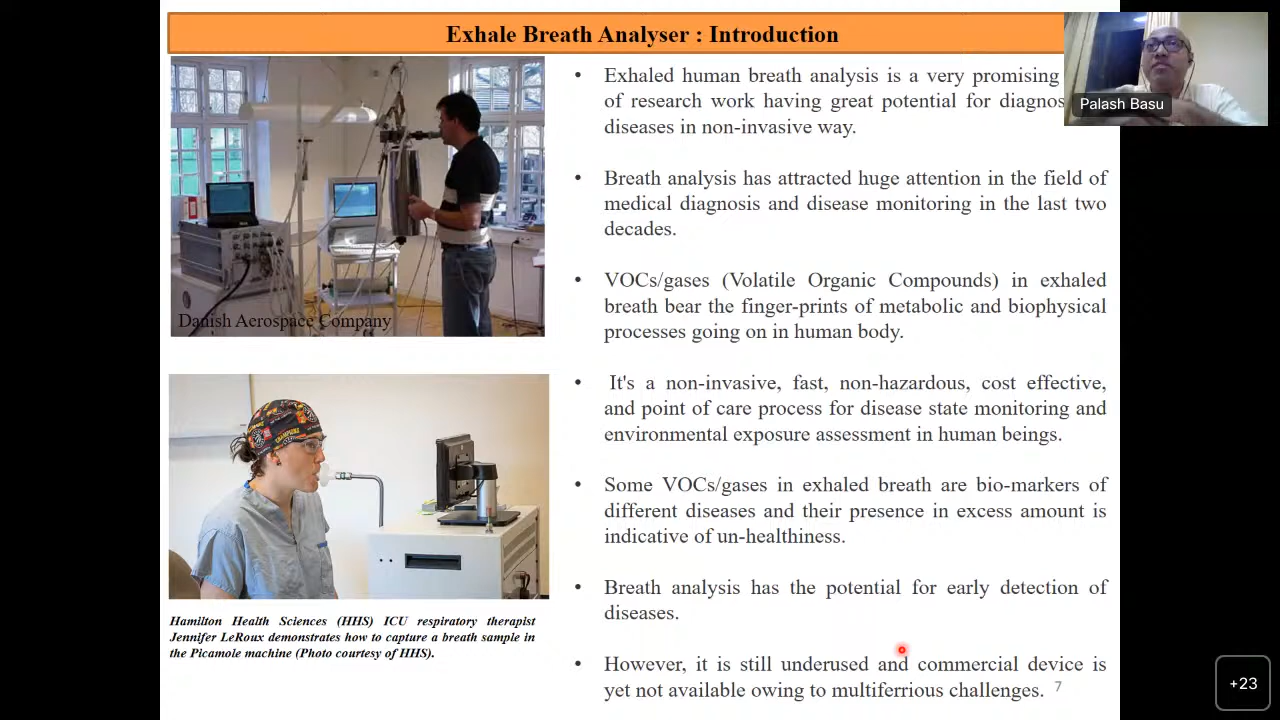 Exhale Breath Analyser : Introduction
Danish Aerospace Company
Hamilton Health Sciences (HHS) ICU respiratory therapist
Jennifer LeRoux demonstrates how to capture a breath sample in
the Picamole machine (Photo courtesy of HHS).
• Exhaled human breath analysis is a very promising
of research work having great potential for
diseases in non-invasive way.
• Breath analysis has attracted huge attention in the field of
medical diagnosis and disease monitoring in the last two
decades.
• VOCs/gases (Volatile Organic Compounds) in exhaled
breath bear the finger-prints of metabolic and biophysical
processes going on in human body.
• It's a non-invasive, fast, non-hazardous, cost effective,
and point of care process for disease state monitoring and
environmental exposure assessment in human beings.
• Some VOCs/gases in exhaled breath are bio-markers of
different diseases and their presence in excess amount is
indicative of un-healthiness.
• Breath analysis has the potential for early detection of
diseases.
• However, it is still underused and commercial device is
yet not available owing to multiferrious challenges.
7
Palash Basu
+23